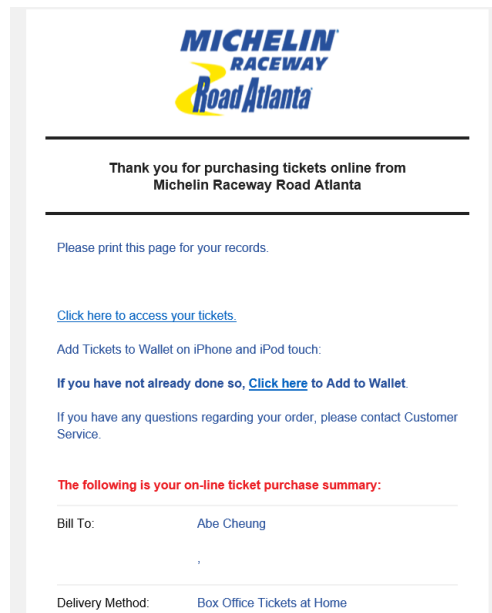 MICHELIN
RACEWAY
Road Atlanta
Thank you for purchasing tickets online from
Michelin Raceway Road Atlanta
Please print this page for your records.
Click here to access your tickets.
Add Tickets to Wallet on iPhone and iPod touch:
If you have not already done so, Click here to Add to Wallet.
If you have any questions regarding your order, please contact Customer
Service.
The following is your on-line ticket purchase summary:
Bill To: Abe Cheung
,
Delivery Method: Box Office Tickets at Home